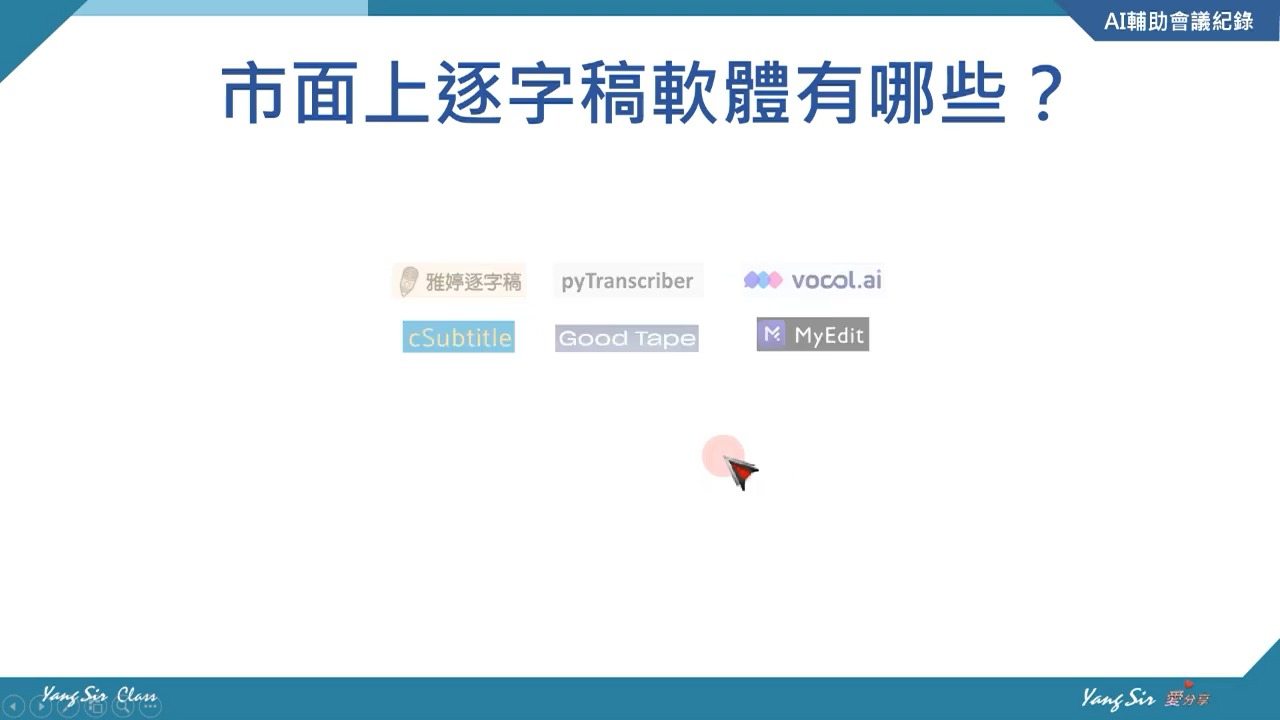 AI輔助會議紀錄
市面上逐字稿軟體有哪些？
雅婷逐字稿 pyTranscriber vocol.ai
cSubtitle Good Tape MyEdit
Yang Sir Class Yang Sir 愛分享